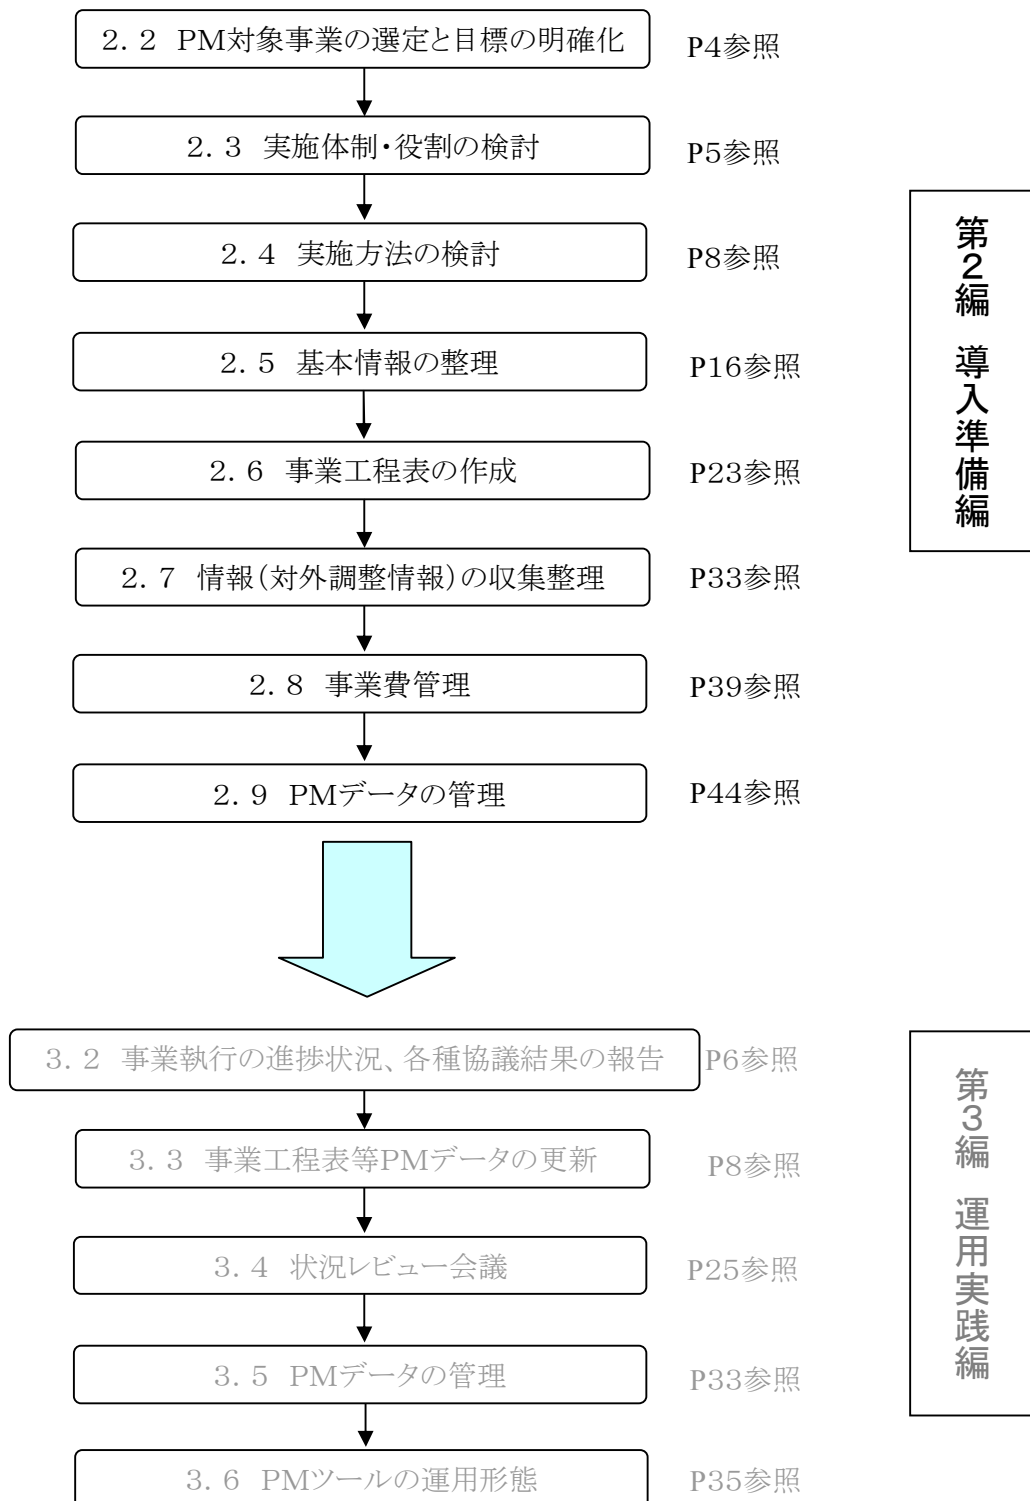 2．2 PM対象事業の選定と目標の明確化 P4参照
2．3 実施体制・役割の検討 P5参照
2．4 実施方法の検討 P8参照
2．5 基本情報の整理 P16参照
2．6 事業工程表の作成 P23参照
2．7 情報（対外調整情報）の収集整理 P33参照
2．8 事業費管理 P39参照
2．9 PMデータの管理 P44参照
第2編 導入準備編
3．2 事業執行の進捗状況、各種協議結果の報告 P6参照
3．3 事業工程表等PMデータの更新 P8参照
3．4 状況レビュー会議 P25参照
3．5 PMデータの管理 P33参照
3．6 PMツールの運用形態 P35参照
第3編 運用実践編